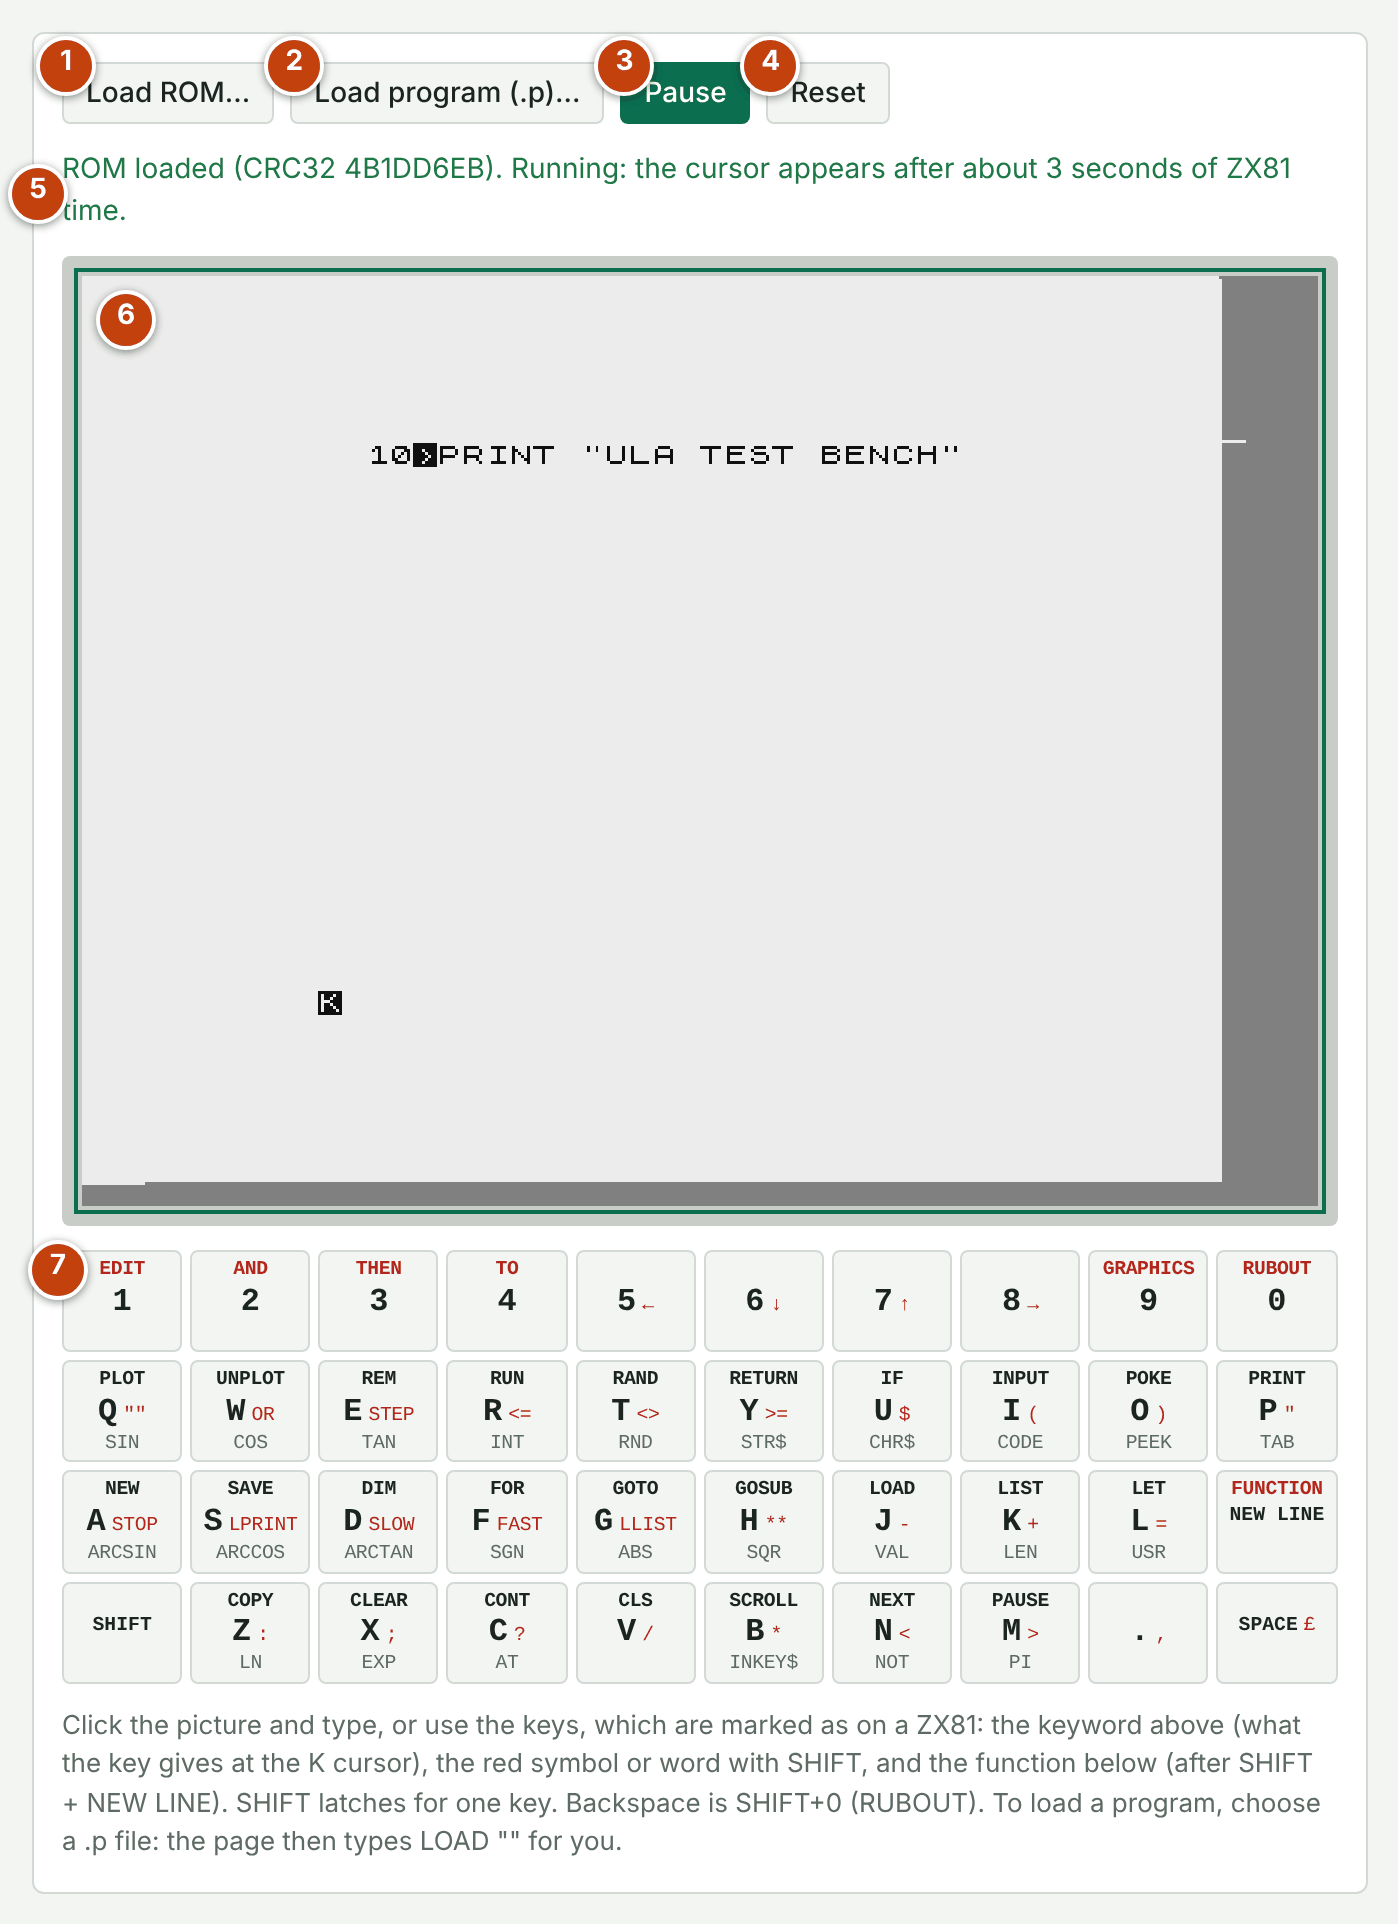 1 Load ROM...
2 Load program (.p)...
3 Pause
4 Reset
5 ROM loaded (CRC32 4B1DD6EB). Running: the cursor appears after about 3 seconds of ZX81
time.
6
10>PRINT "ULA TEST BENCH"
K
7
EDIT AND THEN TO GRAPHICS RUBOUT
1 2 3 4 5 ← 6 ↓ 7 ↑ 8 → 9 0
PLOT UNPLOT REM RUN RAND RETURN IF INPUT POKE PRINT
Q "" W OR E STEP R <= T <> Y >= U $ I ( O ) P "
SIN COS TAN INT RND STR$ CHR$ CODE PEEK TAB
NEW SAVE DIM FOR GOTO GOSUB LOAD LIST LET FUNCTION
A STOP S LPRINT D SLOW F FAST G LLIST H ** J - K + L = NEW LINE
ARCSIN ARCCOS ARCTAN SGN ABS SQR VAL LEN USR
COPY CLEAR CONT CLS SCROLL NEXT PAUSE
SHIFT Z : X ; C ? V / B * N < M > . , SPACE £
LN EXP AT INKEY$ NOT PI
Click the picture and type, or use the keys, which are marked as on a ZX81: the keyword above (what
the key gives at the K cursor), the red symbol or word with SHIFT, and the function below (after SHIFT
+ NEW LINE). SHIFT latches for one key. Backspace is SHIFT+0 (RUBOUT). To load a program, choose
a .p file: the page then types LOAD "" for you.